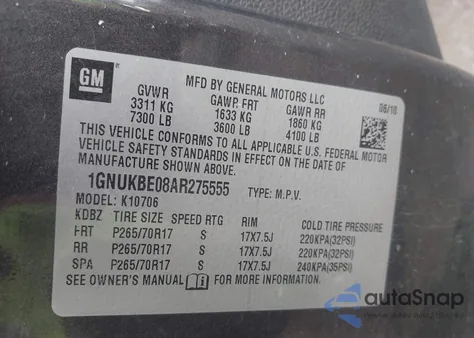 GM
MFD BY GENERAL MOTORS LLC
06/10
GVWR GAWR FRT GAWR RR
3311 KG 1633 KG 1860 KG
7300 LB 3600 LB 4100 LB
THIS VEHICLE CONFORMS TO ALL APPLICABLE U.S. FEDERAL MOTOR
VEHICLE SAFETY STANDARDS IN EFFECT ON THE DATE OF
MANUFACTURE SHOWN ABOVE.
1GNUKBE08AR275555 TYPE: M.P.V.
MODEL: K10706
KDBZ TIRE SIZE SPEED RTG RIM COLD TIRE PRESSURE
FRT P265/70R17 S 17X7.5J 220KPA(32PSI)
RR P265/70R17 S 17X7.5J 220KPA(32PSI)
SPA P265/70R17 S 17X7.5J 240KPA(35PSI)
SEE OWNER'S MANUAL FOR MORE INFORMATION.
autoSnap